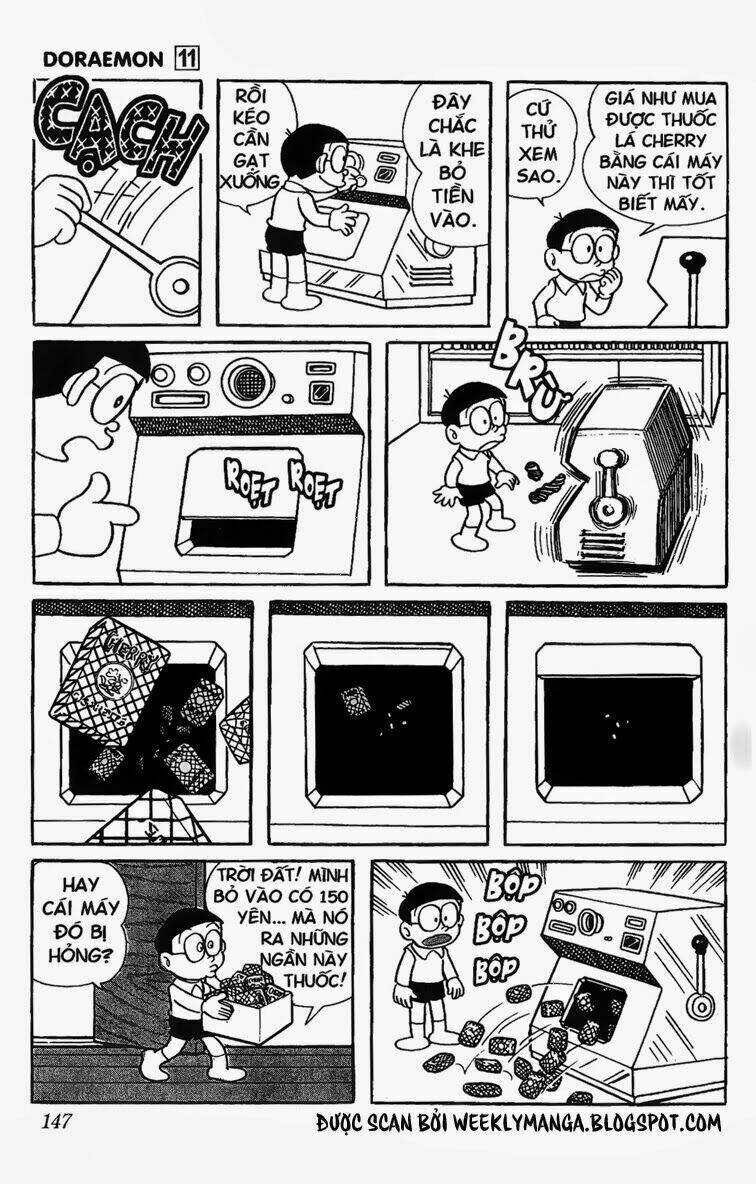 DORAEMON 11
GIÁ NHƯ MUA
ĐƯỢC THUỐC
LÁ CHERRY
BẰNG CÁI MÁY
NÀY THÌ TỐT
BIẾT MẤY.
CỨ
THỬ
XEM
SAO.
ĐÂY
CHẮC
LÀ KHE
BỎ
TIỀN
VÀO.
RỒI
KÉO
CẦN
GẠT
XUỐNG
CẠCH
BRỪ
ROẸT ROẸT
CHERRY
BỘP
BỘP
BỘP
TRỜI ĐẤT! MÌNH
BỎ VÀO CÓ 150
YÊN... MÀ NÓ
RA NHỮNG
NGẦN NÀY
THUỐC!
HAY
CÁI MÁY
ĐÓ BỊ
HỎNG?
147
ĐƯỢC SCAN BỞI WEEKLYMANGA.BLOGSPOT.COM